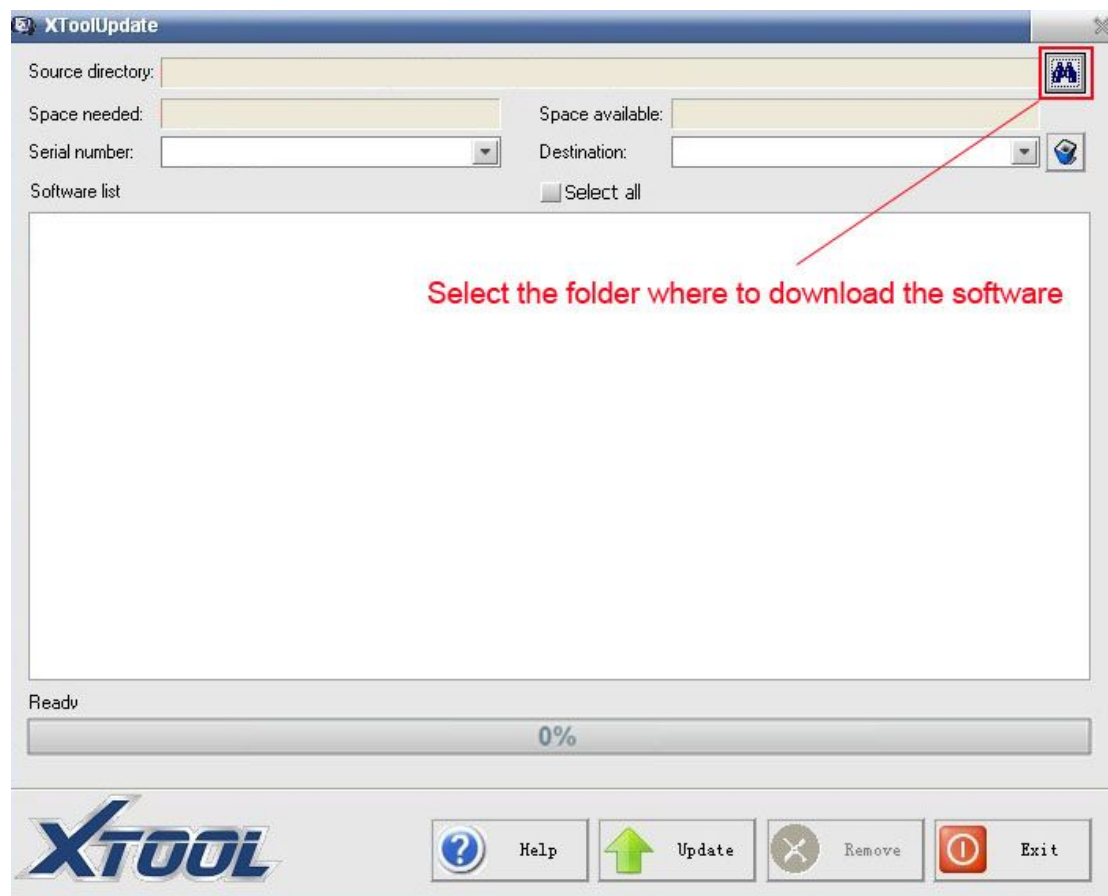 XToolUpdate
Source directory:
Space needed:
Space available:
Serial number:
Destination:
Software list
Select all
Select the folder where to download the software
Ready
0%
XTOOL
Help
Update
Remove
Exit